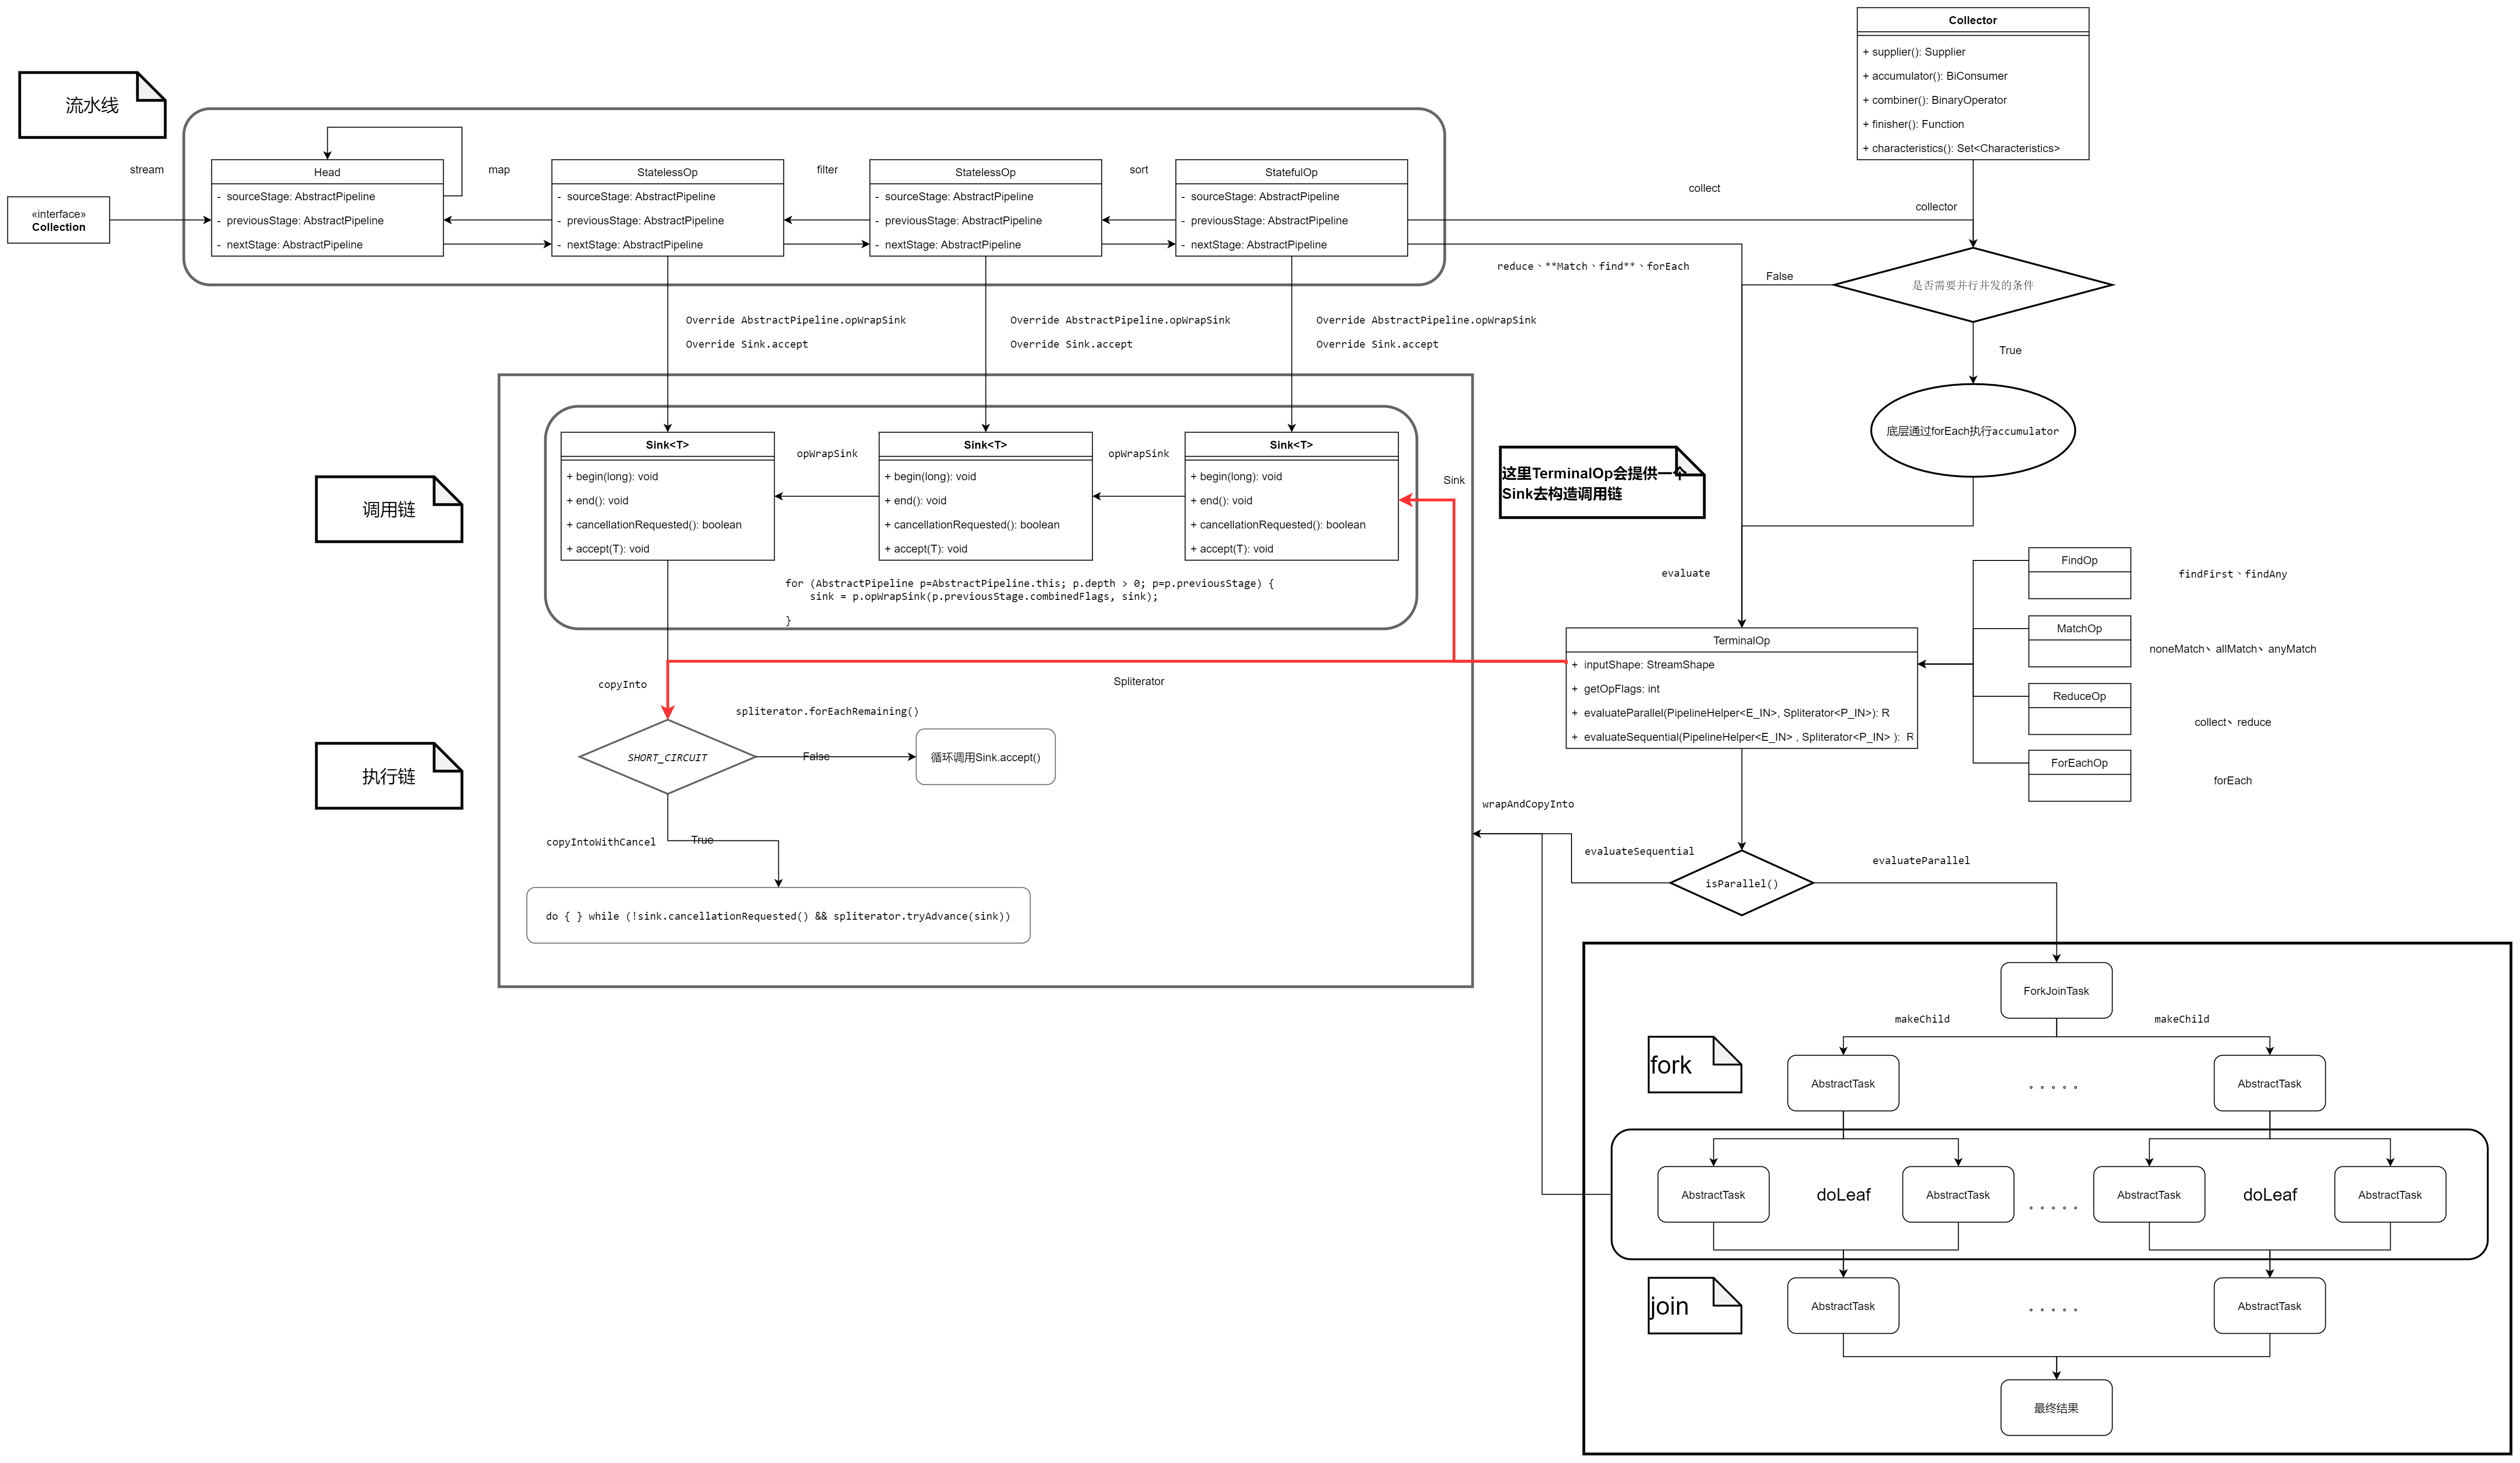 Collector
+ supplier(): Supplier
+ accumulator(): BiConsumer
+ combiner(): BinaryOperator
+ finisher(): Function
+ characteristics(): Set<Characteristics>
流水线
stream
map
filter
sort
collect
collector
«interface»
Collection
Head
- sourceStage: AbstractPipeline
- previousStage: AbstractPipeline
- nextStage: AbstractPipeline
StatelessOp
- sourceStage: AbstractPipeline
- previousStage: AbstractPipeline
- nextStage: AbstractPipeline
StatelessOp
- sourceStage: AbstractPipeline
- previousStage: AbstractPipeline
- nextStage: AbstractPipeline
StatefulOp
- sourceStage: AbstractPipeline
- previousStage: AbstractPipeline
- nextStage: AbstractPipeline
reduce、**Match、find**、forEach
False
是否需要并行并发的条件
True
底层通过forEach执行accumulator
Override AbstractPipeline.opWrapSink
Override Sink.accept
Override AbstractPipeline.opWrapSink
Override Sink.accept
Override AbstractPipeline.opWrapSink
Override Sink.accept
调用链
Sink<T>
+ begin(long): void
+ end(): void
+ cancellationRequested(): boolean
+ accept(T): void
opWrapSink
Sink<T>
+ begin(long): void
+ end(): void
+ cancellationRequested(): boolean
+ accept(T): void
opWrapSink
Sink<T>
+ begin(long): void
+ end(): void
+ cancellationRequested(): boolean
+ accept(T): void
Sink
这里TerminalOp会提供一个
Sink去构造调用链
for (AbstractPipeline p=AbstractPipeline.this; p.depth > 0; p=p.previousStage) {
sink = p.opWrapSink(p.previousStage.combinedFlags, sink);
}
evaluate
TerminalOp
+ inputShape: StreamShape
+ getOpFlags: int
+ evaluateParallel(PipelineHelper<E_IN>, Spliterator<P_IN>): R
+ evaluateSequential(PipelineHelper<E_IN> , Spliterator<P_IN> ): R
FindOp
findFirst、findAny
MatchOp
noneMatch、allMatch、anyMatch
ReduceOp
collect、reduce
ForEachOp
forEach
执行链
copyInto
Spliterator
spliterator.forEachRemaining()
SHORT_CIRCUIT
False
循环调用Sink.accept()
copyIntoWithCancel
True
do { } while (!sink.cancellationRequested() && spliterator.tryAdvance(sink))
wrapAndCopyInto
evaluateSequential
isParallel()
evaluateParallel
ForkJoinTask
makeChild
makeChild
fork
AbstractTask
。。。。。
AbstractTask
AbstractTask
doLeaf
AbstractTask
。。。。。
AbstractTask
doLeaf
AbstractTask
join
AbstractTask
。。。。。
AbstractTask
最终结果